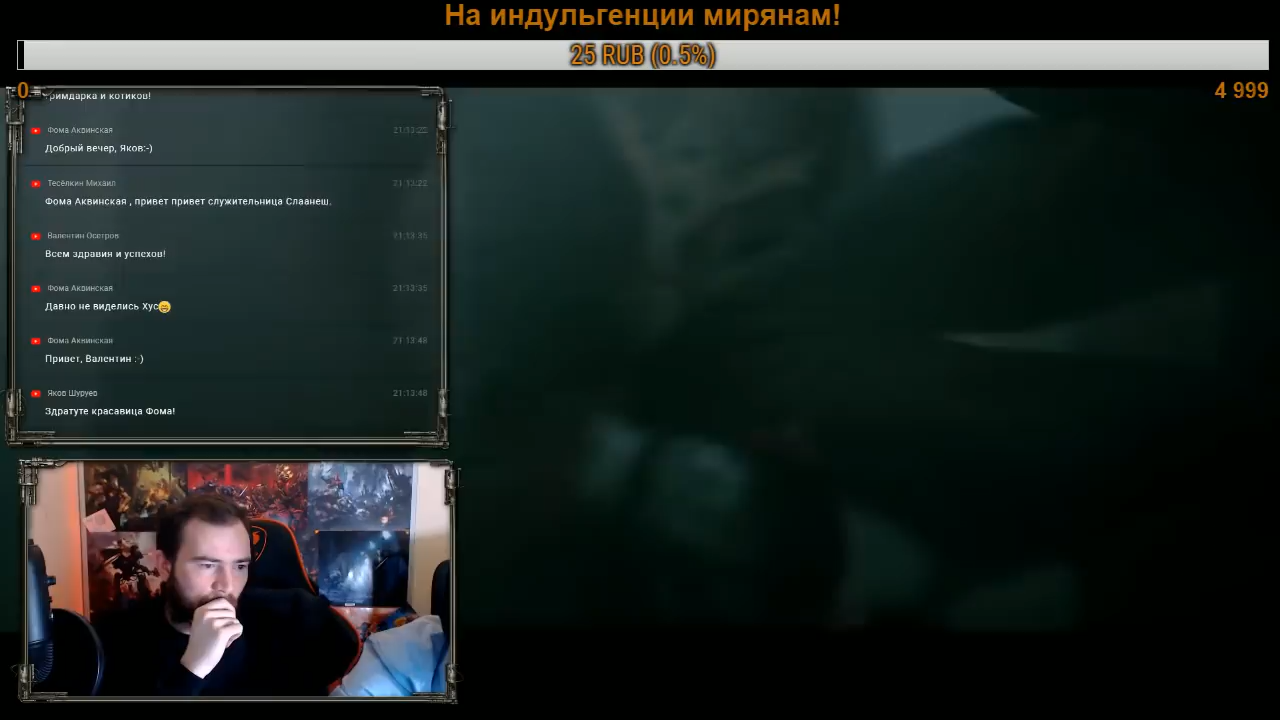 На индульгенции мирянам!
25 RUB (0.5%)
0
4 999
римдарка и котиков!
Фома Аквинская 21:13:22
Добрый вечер, Яков:-)
Тесёлкин Михаил 21:13:22
Фома Аквинская , привет привет служительница Слаанеш.
Валентин Осетров 21:13:35
Всем здравия и успехов!
Фома Аквинская 21:13:35
Давно не виделись Хус😄
Фома Аквинская 21:13:48
Привет, Валентин :-)
Яков Шуруев 21:13:48
Здратуте красавица Фома!